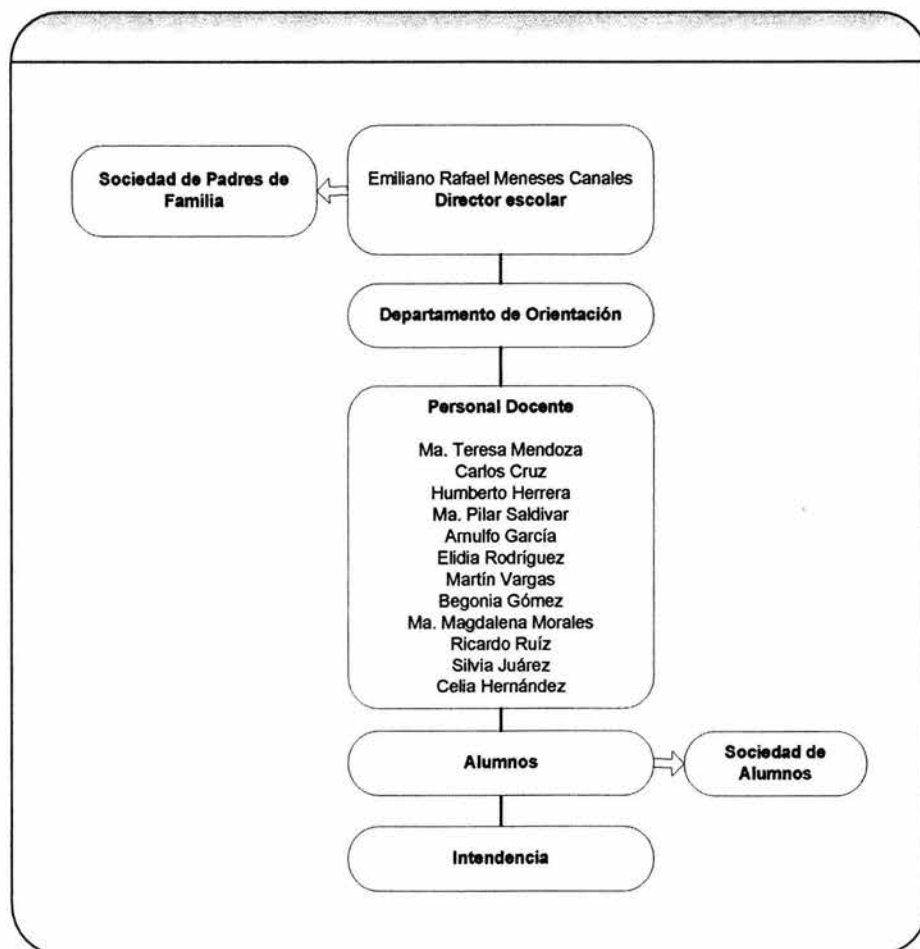 Sociedad de Padres de
Familia
Emiliano Rafael Meneses Canales
Director escolar
Departamento de Orientación
Personal Docente
Ma. Teresa Mendoza
Carlos Cruz
Humberto Herrera
Ma. Pilar Saldivar
Arnulfo García
Elidia Rodríguez
Martín Vargas
Begonia Gómez
Ma. Magdalena Morales
Ricardo Ruíz
Silvia Juárez
Celia Hernández
Alumnos
Sociedad de
Alumnos
Intendencia